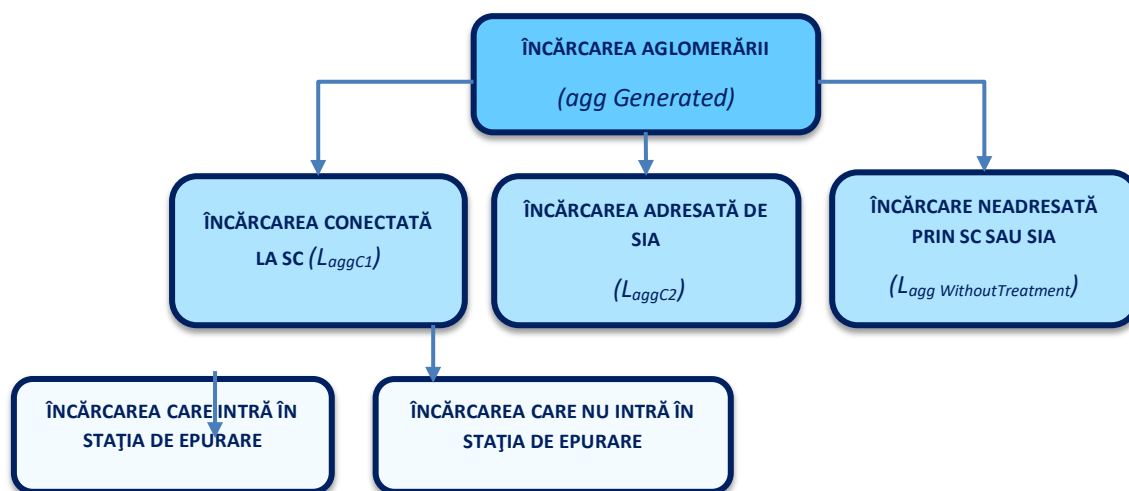 ÎNCĂRCAREA AGLOMERĂRII
(agg Generated)
ÎNCĂRCAREA CONECTATĂ
LA SC (LaggC1)
ÎNCĂRCAREA ADRESATĂ DE
SIA
(LaggC2)
ÎNCĂRCARE NEADRESATĂ
PRIN SC SAU SIA
(Lagg WithoutTreatment)
ÎNCĂRCAREA CARE INTRĂ ÎN
STAŢIA DE EPURARE
ÎNCĂRCAREA CARE NU INTRĂ ÎN
STAŢIA DE EPURARE